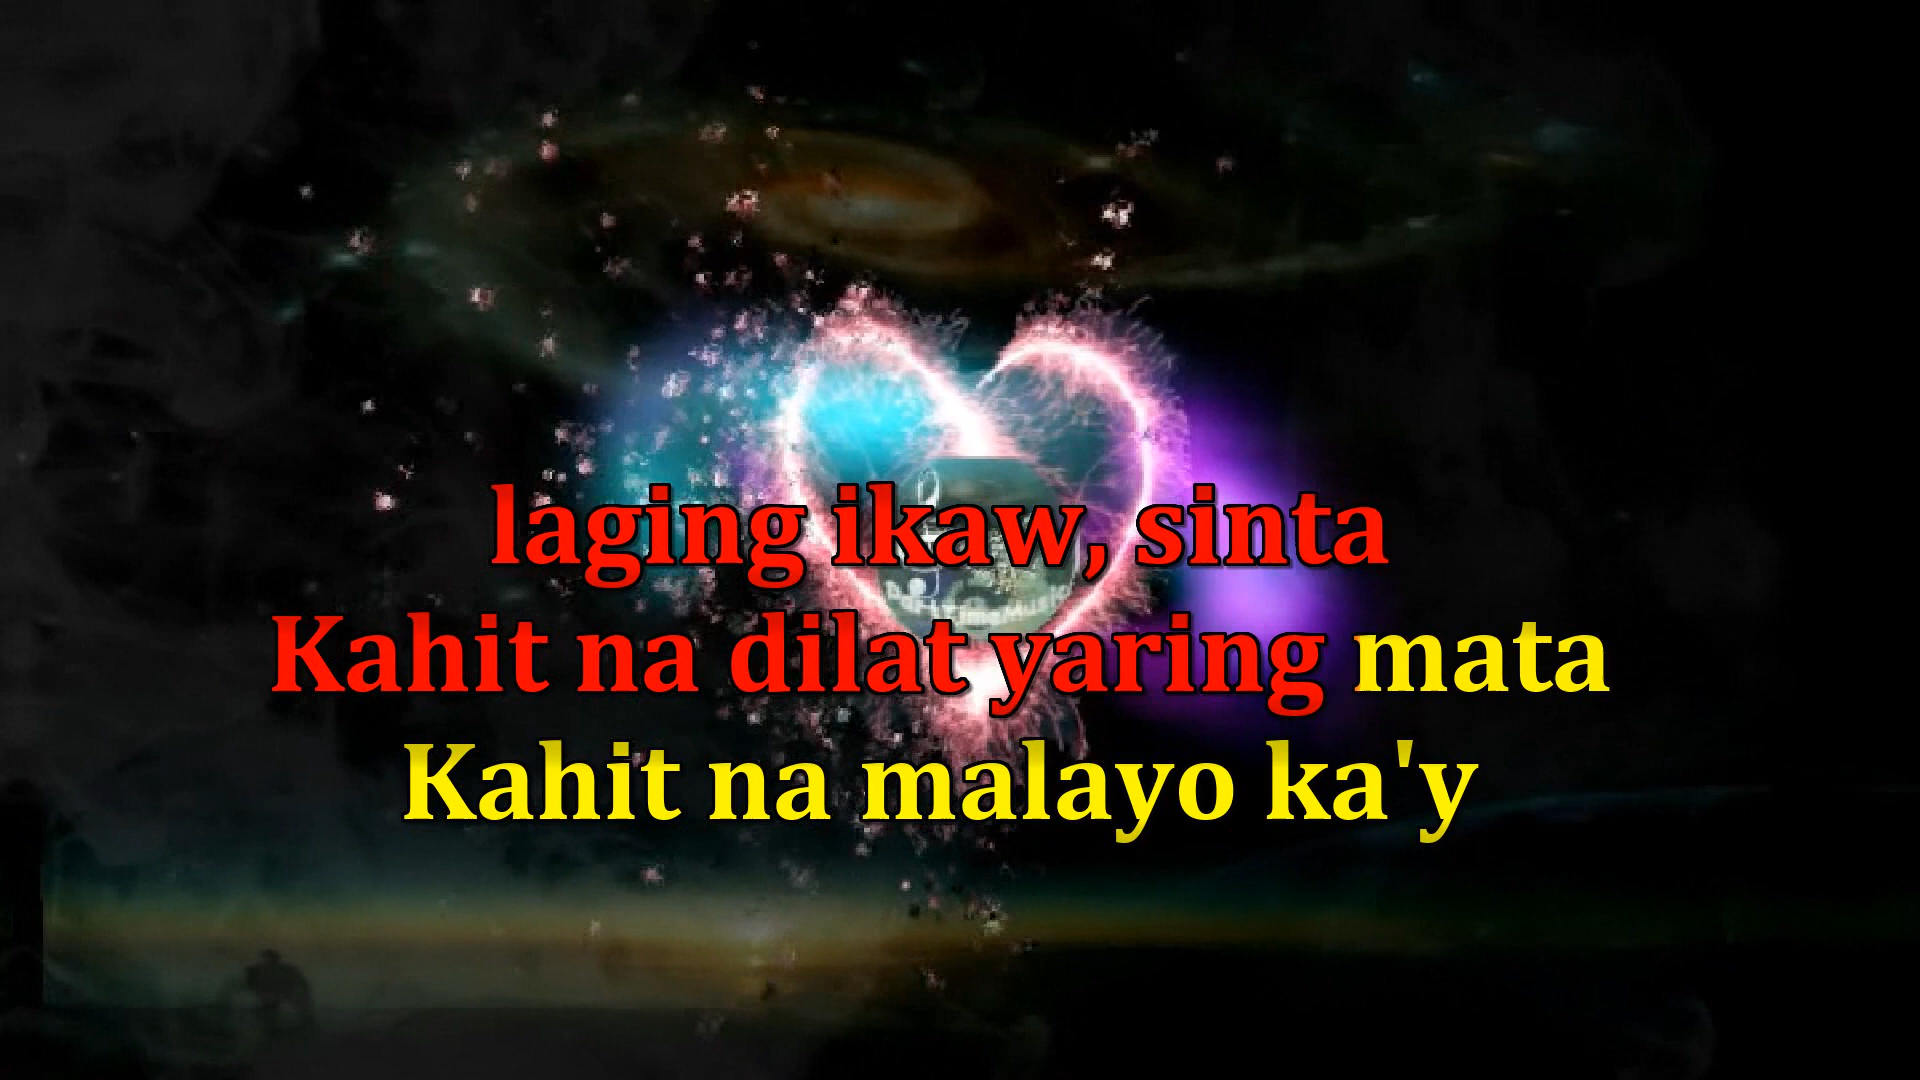 laging ikaw, sinta
Kahit na dilat yaring mata
Kahit na malayo ka'y